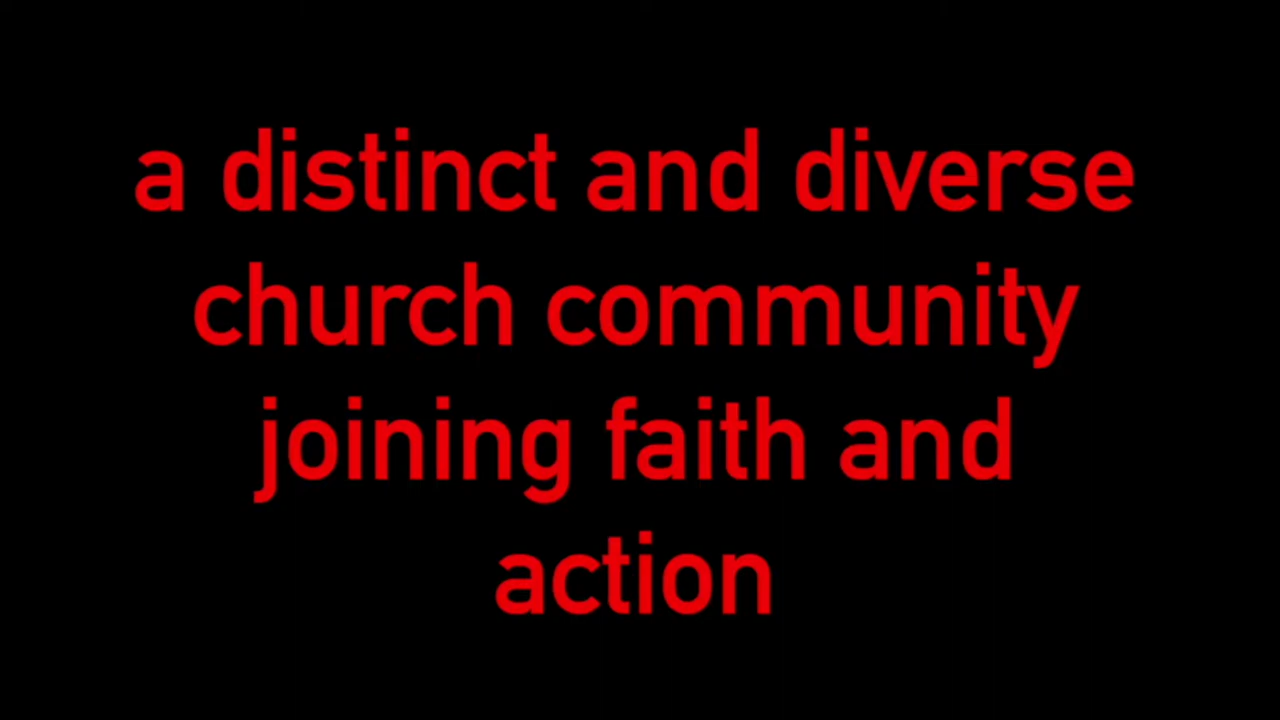 a distinct and diverse
church community
joining faith and
action